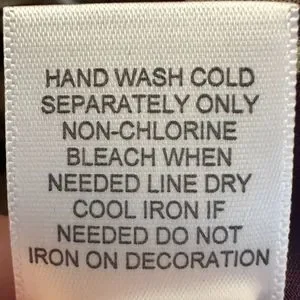 HAND WASH COLD
SEPARATELY ONLY
NON-CHLORINE
BLEACH WHEN
NEEDED LINE DRY
COOL IRON IF
NEEDED DO NOT
IRON ON DECORATION